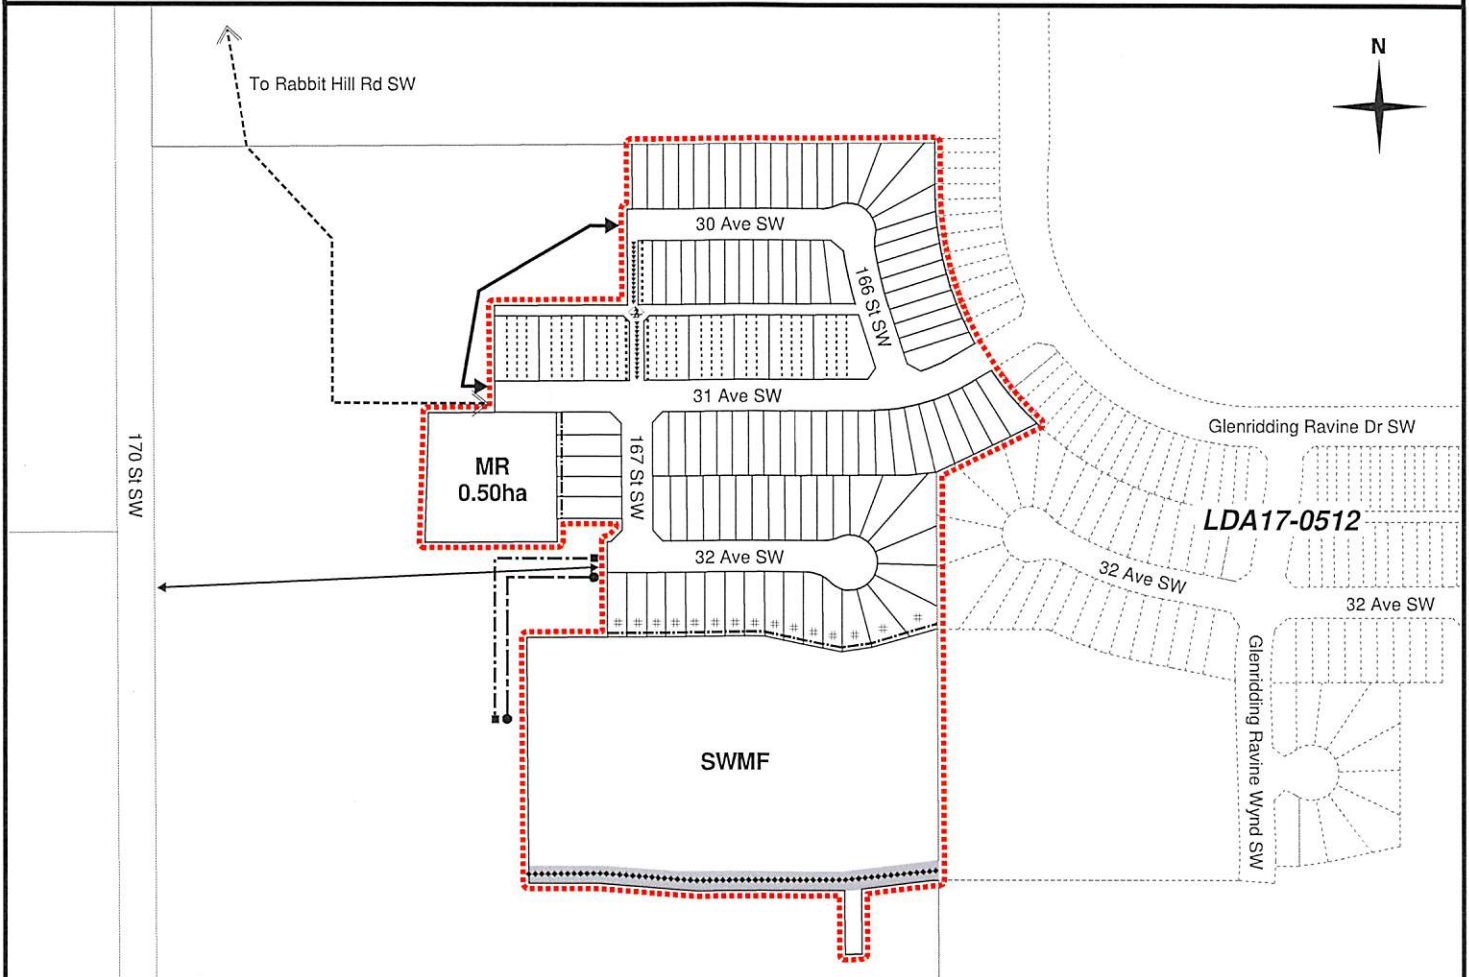 N
To Rabbit Hill Rd SW
30 Ave SW
166 St SW
31 Ave SW
Glenridding Ravine Dr SW
170 St SW
MR
0.50ha
167 St SW
LDA17-0512
32 Ave SW
32 Ave SW
32 Ave SW
# # # # # # # # # # # # # # #
Glenridding Ravine Wynd SW
SWMF